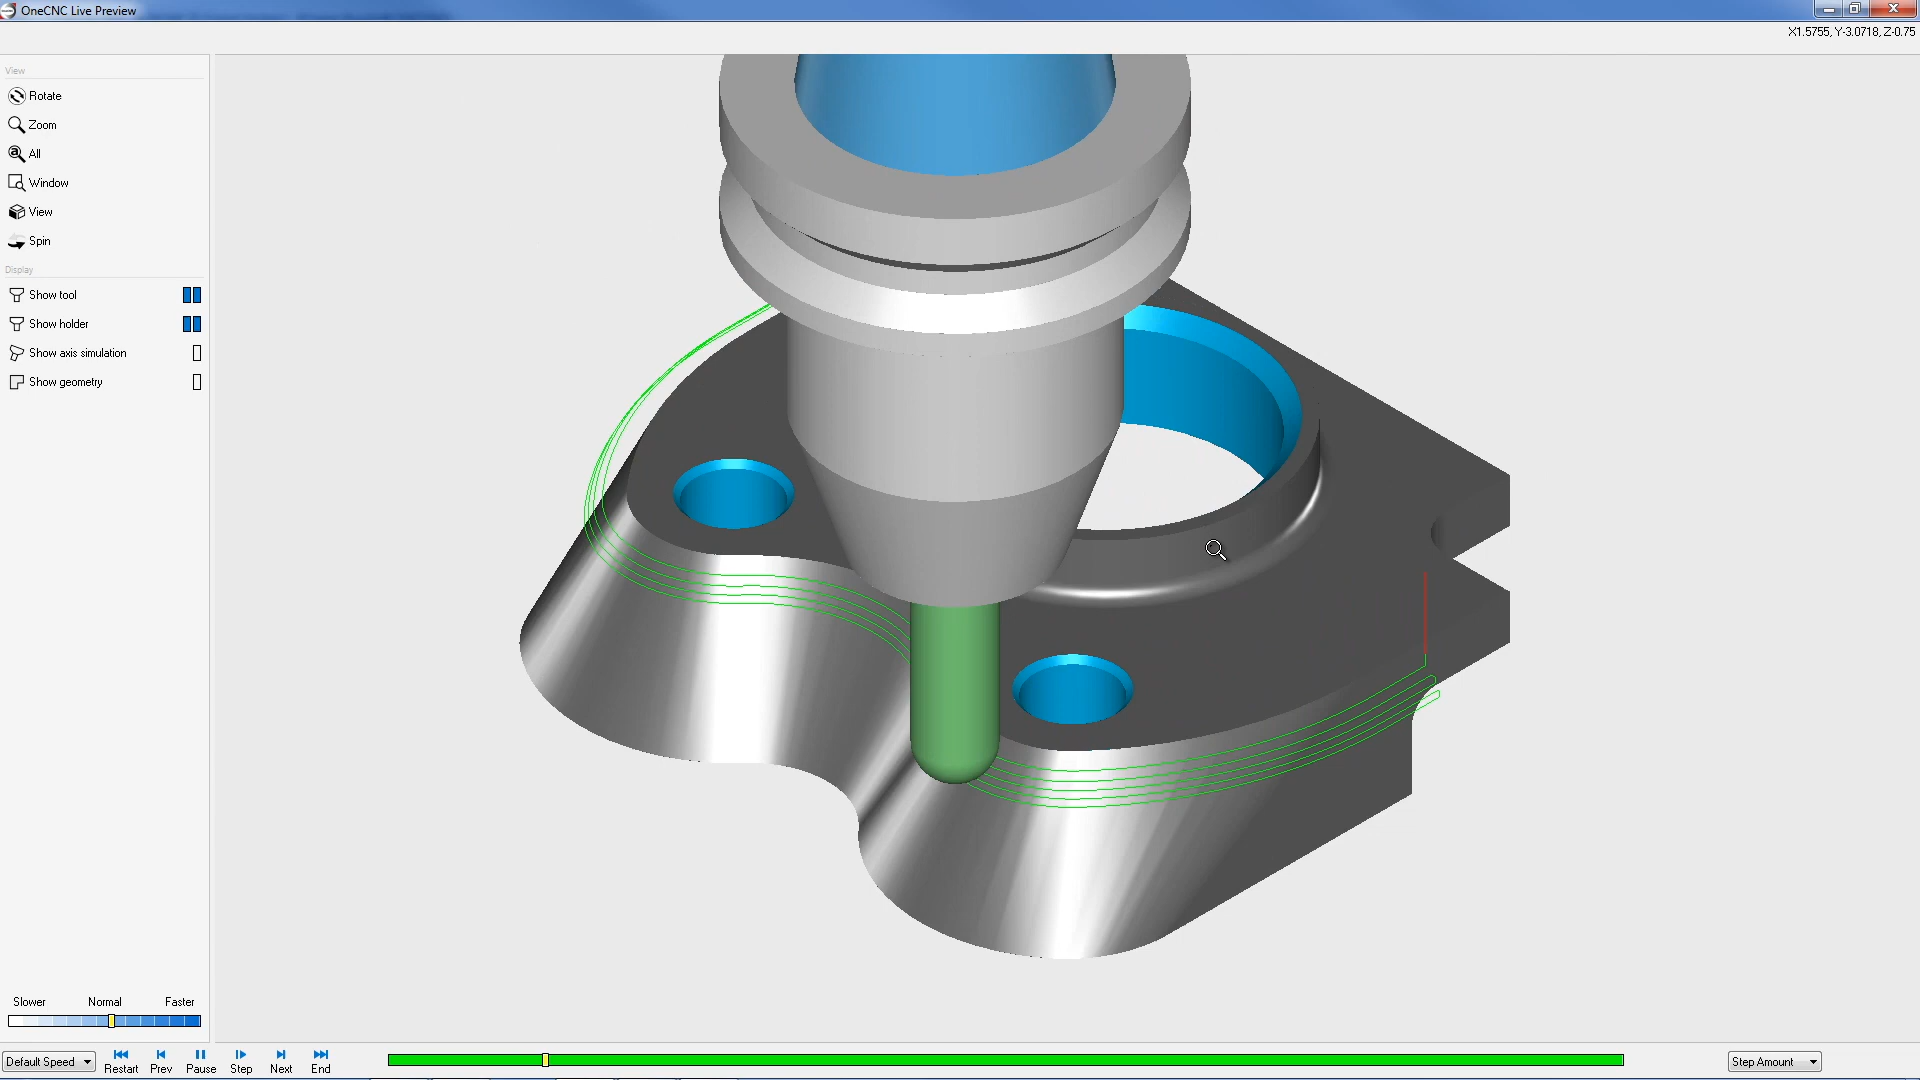 OneCNC Live Preview
X1.5755, Y-3.0718, Z-0.75
View
Rotate
Zoom
All
Window
View
Spin
Display
Show tool
Show holder
Show axis simulation
Show geometry
Slower Normal Faster
Default Speed Restart Prev Pause Step Next End Step Amount